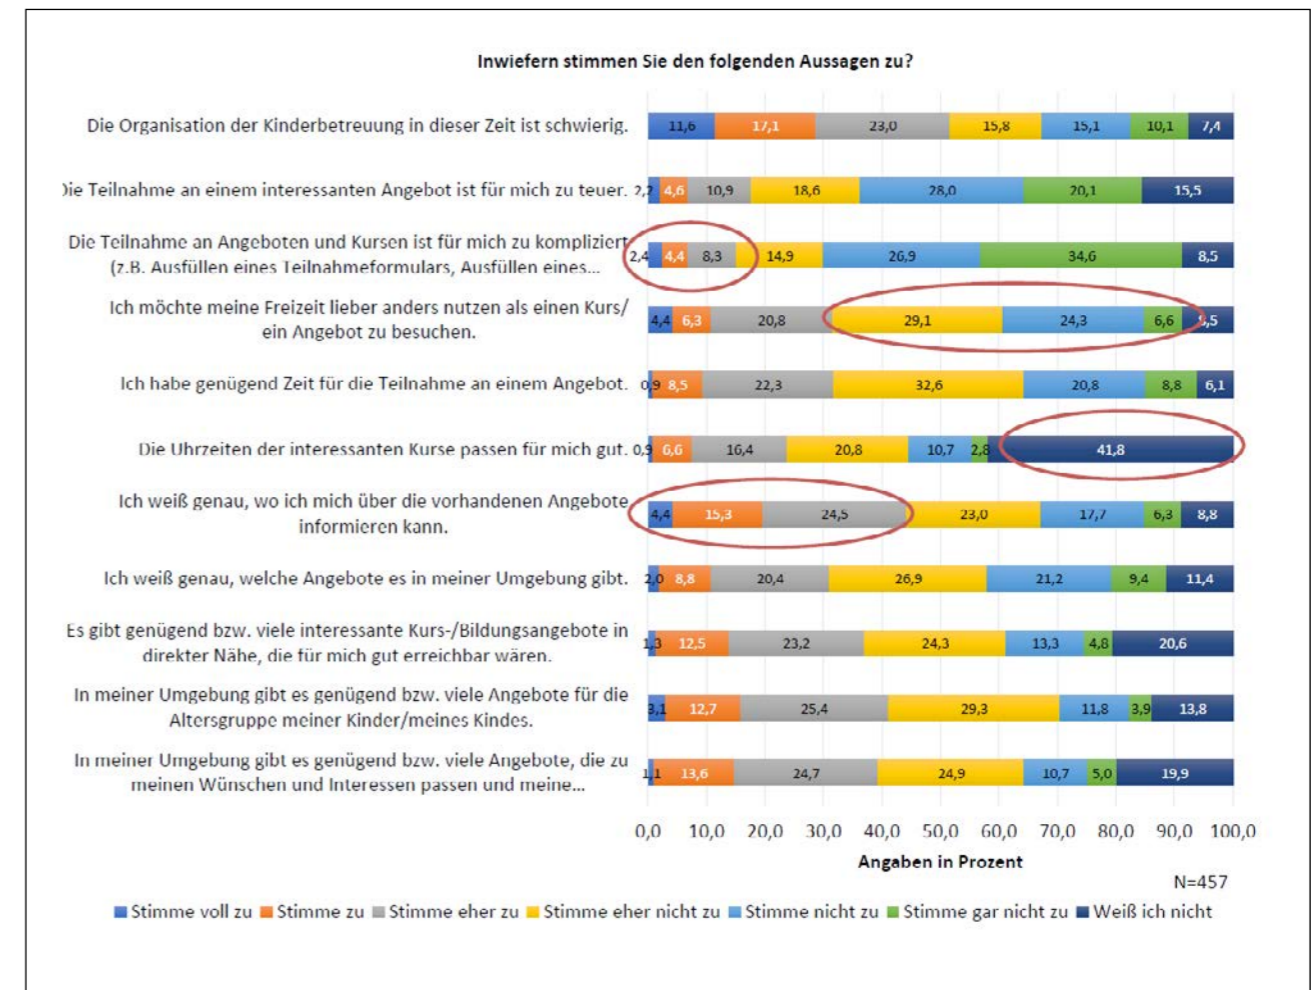 Inwiefern stimmen Sie den folgenden Aussagen zu?
Die Organisation der Kinderbetreuung in dieser Zeit ist schwierig.
11,6 17,1 23,0 15,8 15,1 10,1 7,4
Die Teilnahme an einem interessanten Angebot ist für mich zu teuer.
2,2 4,6 10,9 18,6 28,0 20,1 15,5
Die Teilnahme an Angeboten und Kursen ist für mich zu kompliziert
(z.B. Ausfüllen eines Teilnahmeformulars, Ausfüllen eines...
2,4 4,4 8,3 14,9 26,9 34,6 8,5
Ich möchte meine Freizeit lieber anders nutzen als einen Kurs/
ein Angebot zu besuchen.
4,4 6,3 20,8 29,1 24,3 6,6 8,5
Ich habe genügend Zeit für die Teilnahme an einem Angebot.
0,9 8,5 22,3 32,6 20,8 8,8 6,1
Die Uhrzeiten der interessanten Kurse passen für mich gut.
0,9 6,6 16,4 20,8 10,7 2,8 41,8
Ich weiß genau, wo ich mich über die vorhandenen Angebote
informieren kann.
4,4 15,3 24,5 23,0 17,7 6,3 8,8
Ich weiß genau, welche Angebote es in meiner Umgebung gibt.
2,0 8,8 20,4 26,9 21,2 9,4 11,4
Es gibt genügend bzw. viele interessante Kurs-/Bildungsangebote in
direkter Nähe, die für mich gut erreichbar wären.
1,3 12,5 23,2 24,3 13,3 4,8 20,6
In meiner Umgebung gibt es genügend bzw. viele Angebote für die
Altersgruppe meiner Kinder/meines Kindes.
3,1 12,7 25,4 29,3 11,8 3,9 13,8
In meiner Umgebung gibt es genügend bzw. viele Angebote, die zu
meinen Wünschen und Interessen passen und meine...
1,1 13,6 24,7 24,9 10,7 5,0 19,9
0,0 10,0 20,0 30,0 40,0 50,0 60,0 70,0 80,0 90,0 100,0
Angaben in Prozent
N=457
Stimme voll zu Stimme zu Stimme eher zu Stimme eher nicht zu Stimme nicht zu Stimme gar nicht zu Weiß ich nicht